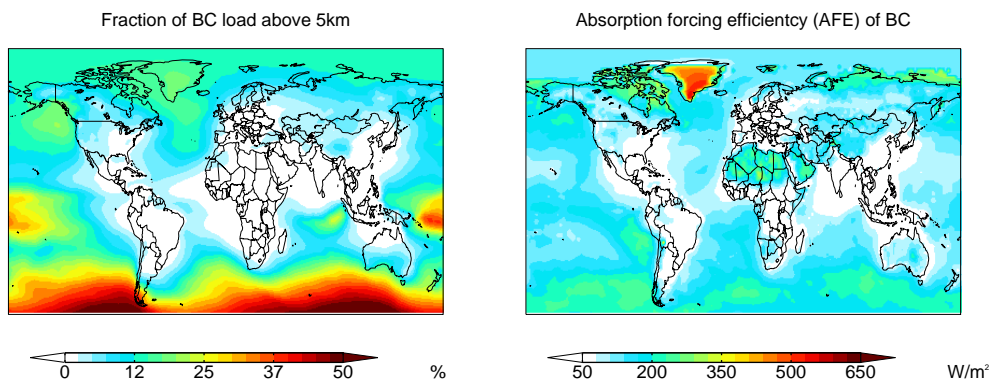 Fraction of BC load above 5km
Absorption forcing efficientcy (AFE) of BC
0 12 25 37 50 %
50 200 350 500 650 W/m²